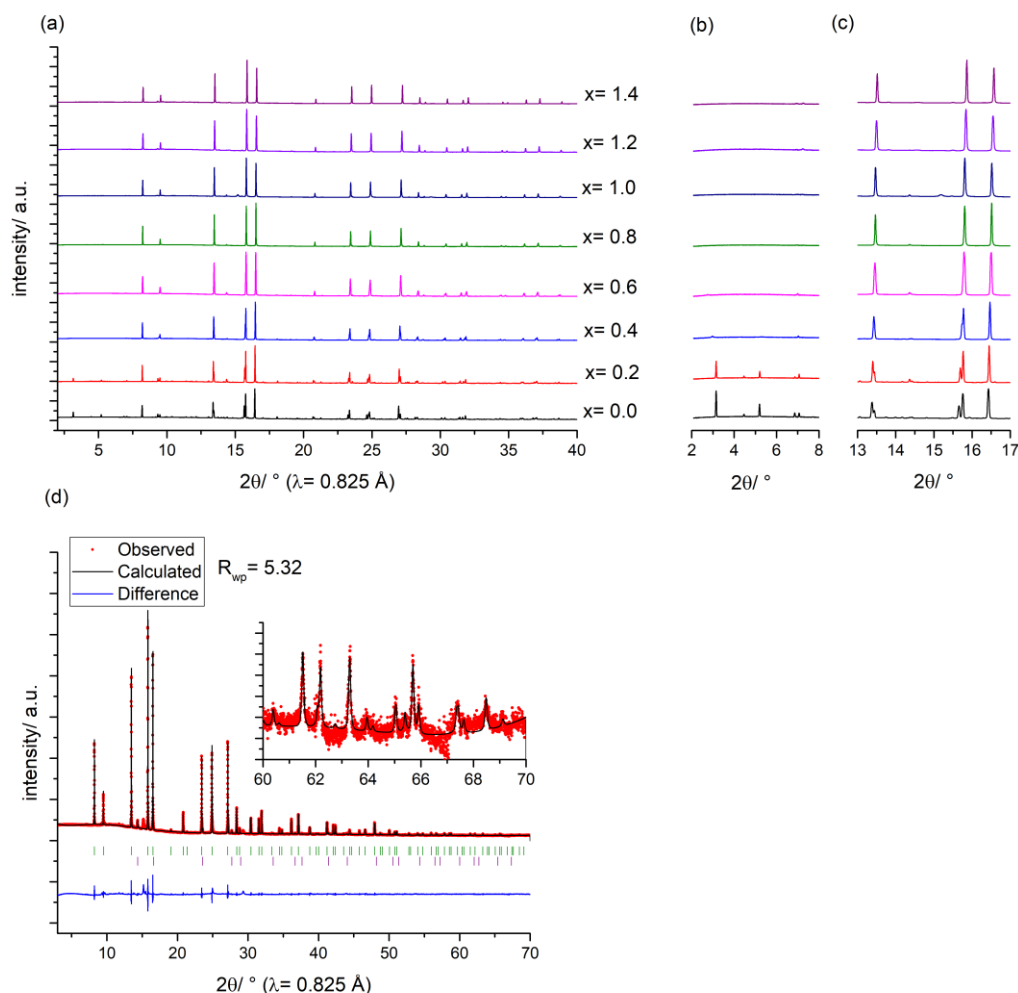 (a)
(b)
(c)
x= 1.4
x= 1.2
x= 1.0
x= 0.8
x= 0.6
x= 0.4
x= 0.2
x= 0.0
intensity/ a.u.
5 10 15 20 25 30 35 40
2θ/ ° (λ= 0.825 Å)
2 4 6 8
2θ/ °
13 14 15 16 17
2θ/ °
(d)
Observed
Calculated
Difference
Rwp= 5.32
60 62 64 66 68 70
intensity/ a.u.
10 20 30 40 50 60 70
2θ/ ° (λ= 0.825 Å)